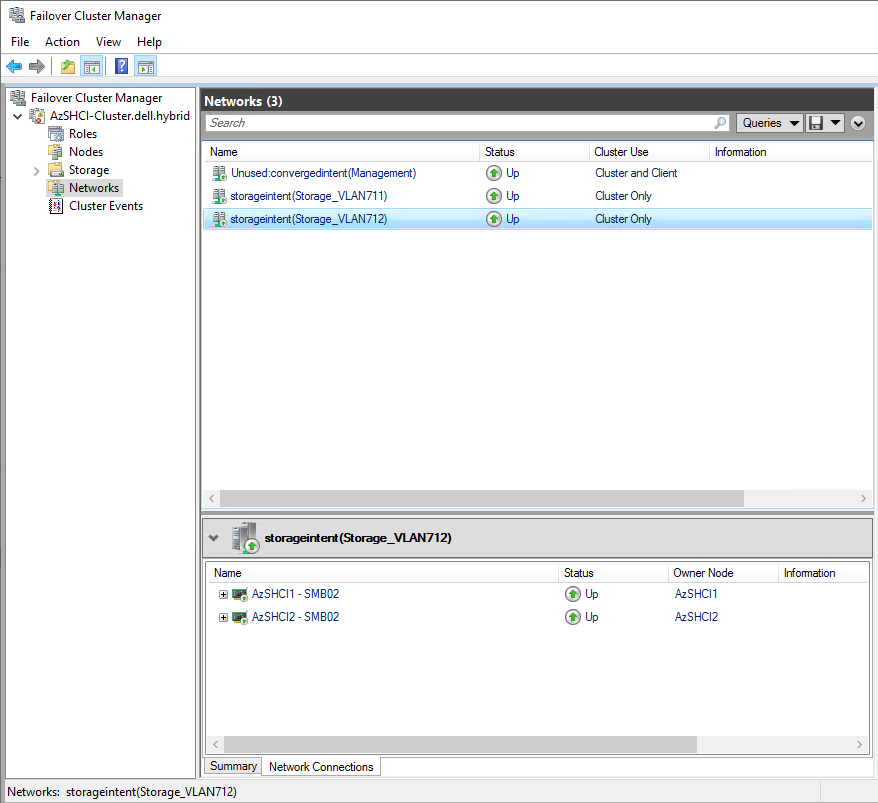 Failover Cluster Manager
File Action View Help
Failover Cluster Manager
AzSHCI-Cluster.dell.hybrid
Roles
Nodes
Storage
Networks
Cluster Events
Networks (3)
Search
Queries
Name Status Cluster Use Information
Unused:convergedintent(Management) Up Cluster and Client
storageintent(Storage_VLAN711) Up Cluster Only
storageintent(Storage_VLAN712) Up Cluster Only
storageintent(Storage_VLAN712)
Name Status Owner Node Information
AzSHCI1 - SMB02 Up AzSHCI1
AzSHCI2 - SMB02 Up AzSHCI2
Summary Network Connections
Networks: storageintent(Storage_VLAN712)